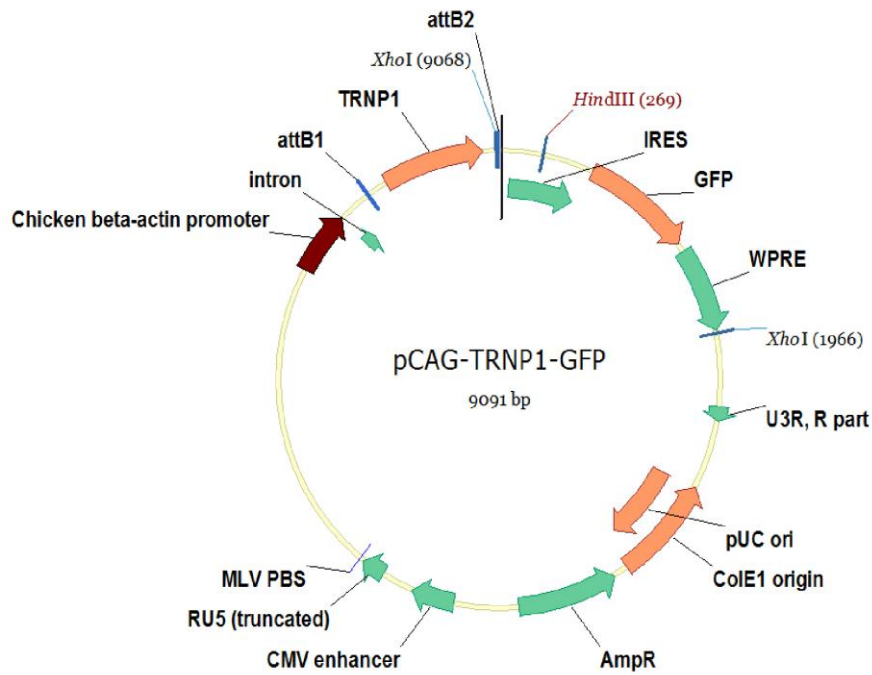 attB2
XhoI (9068)
HindIII (269)
TRNP1
IRES
attB1
GFP
intron
Chicken beta-actin promoter
WPRE
XhoI (1966)
pCAG-TRNP1-GFP
9091 bp
U3R, R part
pUC ori
MLV PBS
ColE1 origin
RU5 (truncated)
CMV enhancer
AmpR